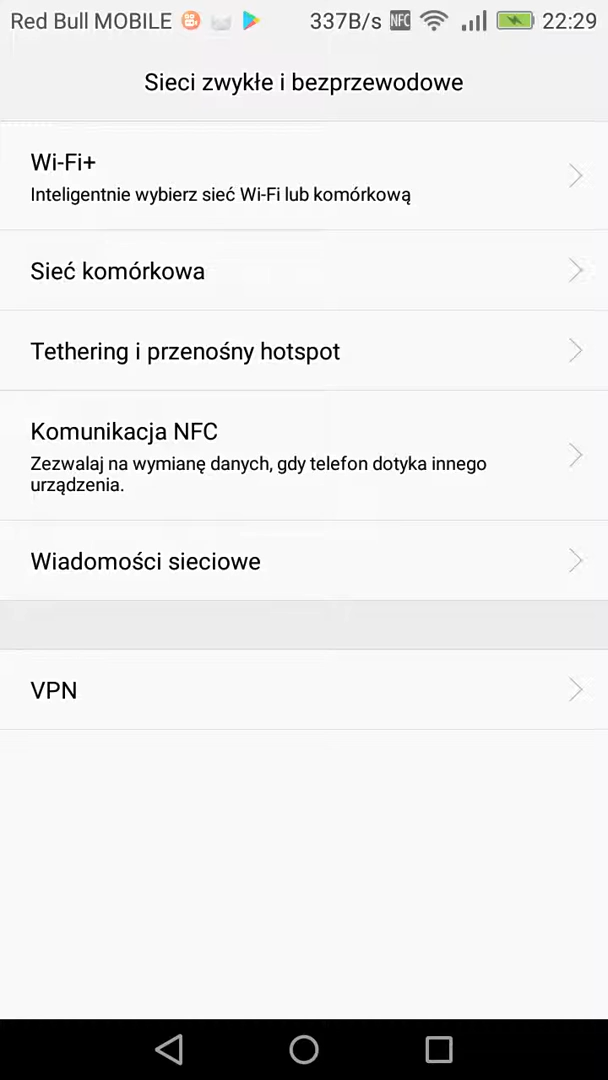 Red Bull MOBILE 337B/s NFC 22:29
Sieci zwykłe i bezprzewodowe
Wi-Fi+
Inteligentnie wybierz sieć Wi-Fi lub komórkową
Sieć komórkowa
Tethering i przenośny hotspot
Komunikacja NFC
Zezwalaj na wymianę danych, gdy telefon dotyka innego
urządzenia.
Wiadomości sieciowe
VPN